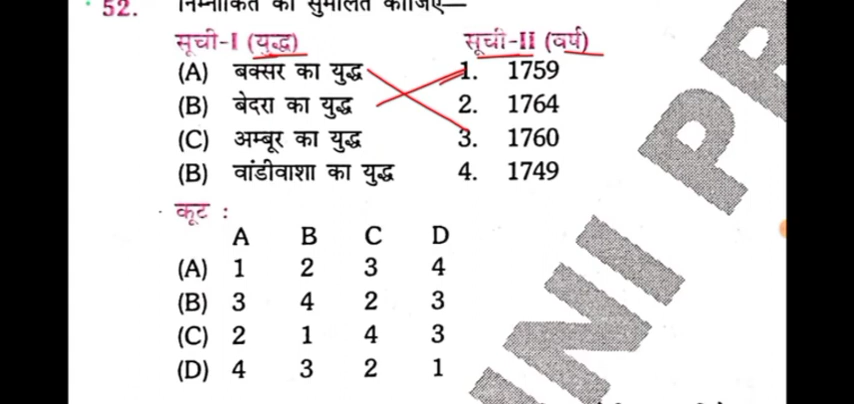 52. निम्नांकित को सुमेलित कीजिए—
सूची-I (युद्ध) सूची-II (वर्ष)
(A) बक्सर का युद्ध 1. 1759
(B) बेदरा का युद्ध 2. 1764
(C) अम्बूर का युद्ध 3. 1760
(B) वांडीवाशा का युद्ध 4. 1749
कूट :
A B C D
(A) 1 2 3 4
(B) 3 4 2 3
(C) 2 1 4 3
(D) 4 3 2 1